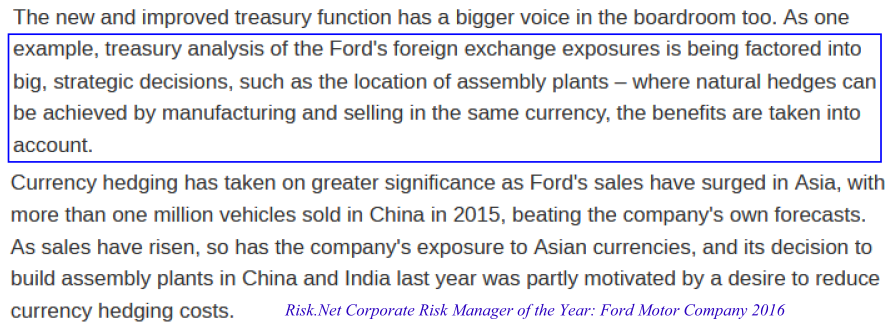 The new and improved treasury function has a bigger voice in the boardroom too. As one
example, treasury analysis of the Ford's foreign exchange exposures is being factored into
big, strategic decisions, such as the location of assembly plants – where natural hedges can
be achieved by manufacturing and selling in the same currency, the benefits are taken into
account.
Currency hedging has taken on greater significance as Ford's sales have surged in Asia, with
more than one million vehicles sold in China in 2015, beating the company's own forecasts.
As sales have risen, so has the company's exposure to Asian currencies, and its decision to
build assembly plants in China and India last year was partly motivated by a desire to reduce
currency hedging costs.
Risk.Net Corporate Risk Manager of the Year: Ford Motor Company 2016